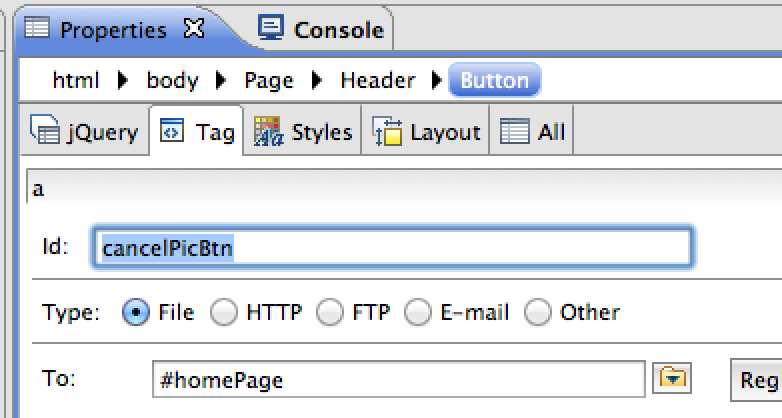 Properties Console
html body Page Header Button
jQuery Tag Styles Layout All
a
Id: cancelPicBtn
Type: File HTTP FTP E-mail Other
To: #homePage Reg